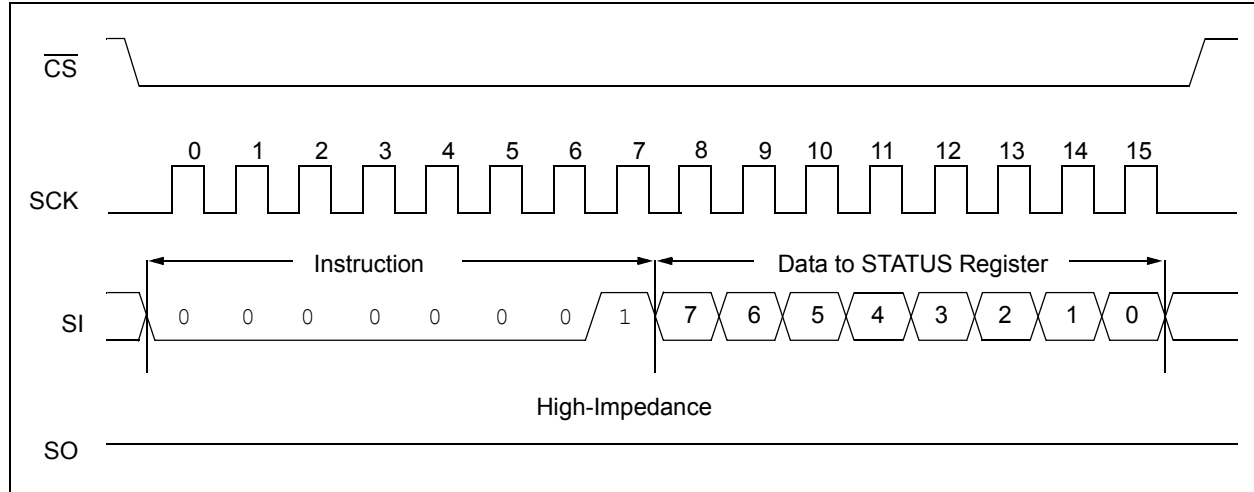 CS
0 1 2 3 4 5 6 7 8 9 10 11 12 13 14 15
SCK
Instruction Data to STATUS Register
SI 0 0 0 0 0 0 0 1 7 6 5 4 3 2 1 0
High-Impedance
SO